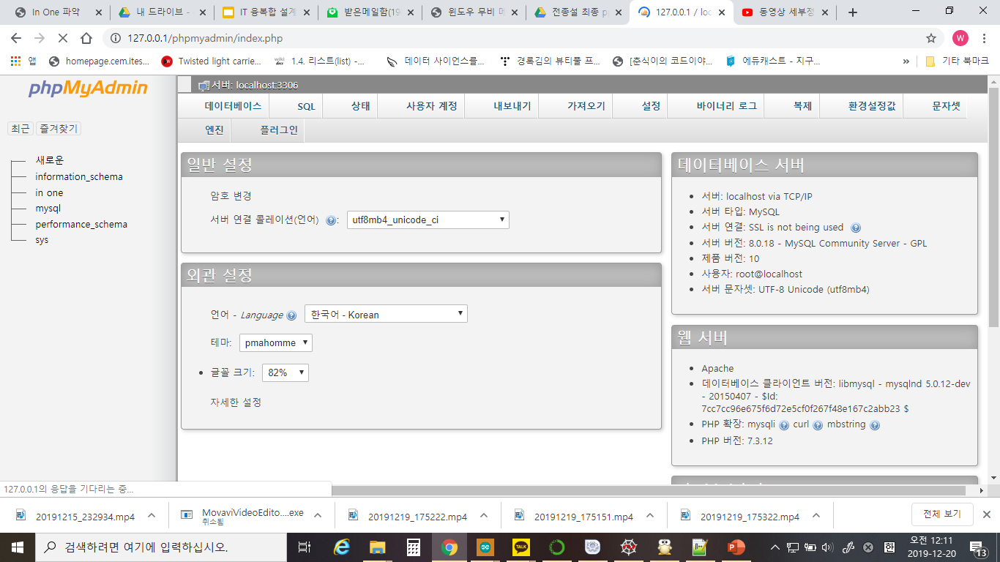 In One 파악
내 드라이브 -
IT 융복합 설계
받은메일함(19
윈도우 무비 메
전종설 최종 p
127.0.0.1 / loc
동영상 세부정
127.0.0.1/phpmyadmin/index.php
W
앱
homepage.cem.ites...
Twisted light carrie...
wiki
1.4. 리스트(list) -...
데이터 사이언스를...
경록김의 뷰티풀 프...
[춘식이의 코드이야...
에듀캐스트 - 지구...
»
기타 북마크
phpMyAdmin
최근 즐겨찾기
새로운
information_schema
in one
mysql
performance_schema
sys
서버: localhost:3306
데이터베이스
SQL
상태
사용자 계정
내보내기
가져오기
설정
바이너리 로그
복제
환경설정값
문자셋
엔진
플러그인
일반 설정
암호 변경
서버 연결 콜레이션(언어) : utf8mb4_unicode_ci
외관 설정
언어 - Language 한국어 - Korean
테마: pmahomme
글꼴 크기: 82%
자세한 설정
데이터베이스 서버
서버: localhost via TCP/IP
서버 타입: MySQL
서버 연결: SSL is not being used
서버 버전: 8.0.18 - MySQL Community Server - GPL
제품 버전: 10
사용자: root@localhost
서버 문자셋: UTF-8 Unicode (utf8mb4)
웹 서버
Apache
데이터베이스 클라이언트 버전: libmysql - mysqlnd 5.0.12-dev
- 20150407 - $Id:
7cc7cc96e675f6d72e5cf0f267f48e167c2abb23 $
PHP 확장: mysqli curl mbstring
PHP 버전: 7.3.12
127.0.0.1의 응답을 기다리는 중...
20191215_232934.mp4
MovaviVideoEdito....exe
취소됨
20191219_175222.mp4
20191219_175151.mp4
20191219_175322.mp4
전체 보기
검색하려면 여기에 입력하십시오.
TALK
한
오전 12:11
2019-12-20
13